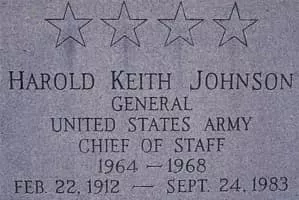 HAROLD KEITH JOHNSON
GENERAL
UNITED STATES ARMY
CHIEF OF STAFF
1964 — 1968
FEB. 22, 1912 — SEPT. 24, 1983